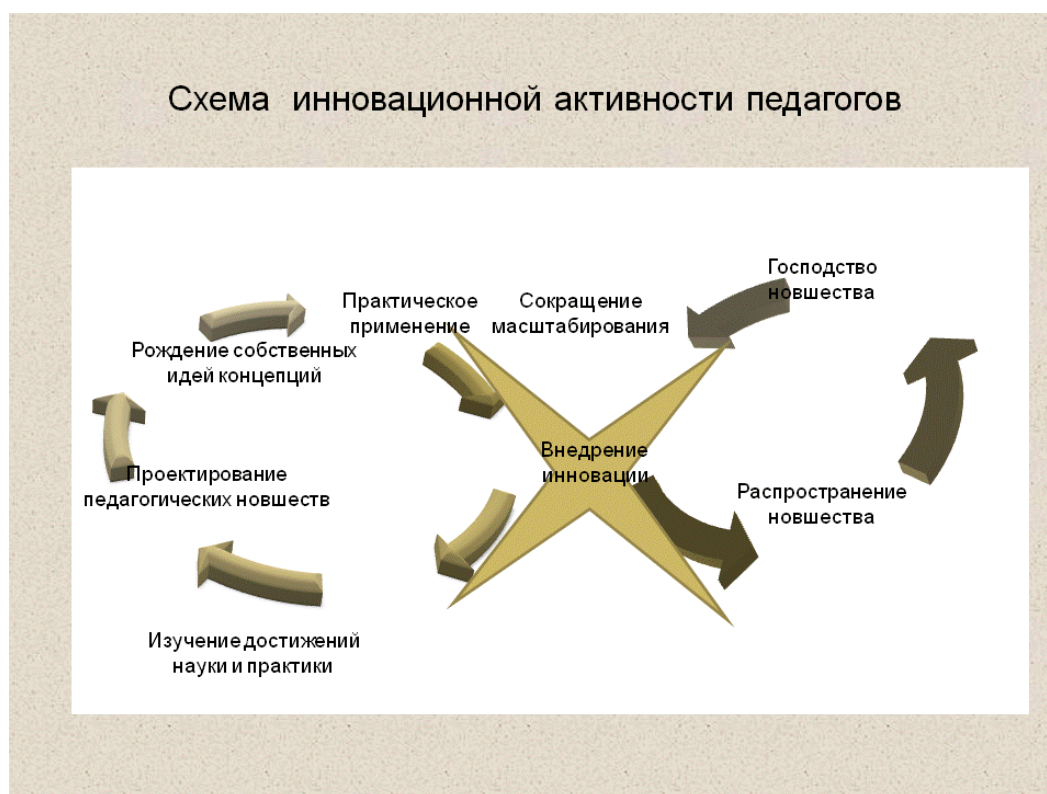 Схема инновационной активности педагогов
Господство
новшества
Практическое
применение
Сокращение
масштабирования
Рождение собственных
идей концепций
Внедрение
инновации
Проектирование
педагогических новшеств
Распространение
новшества
Изучение достижений
науки и практики